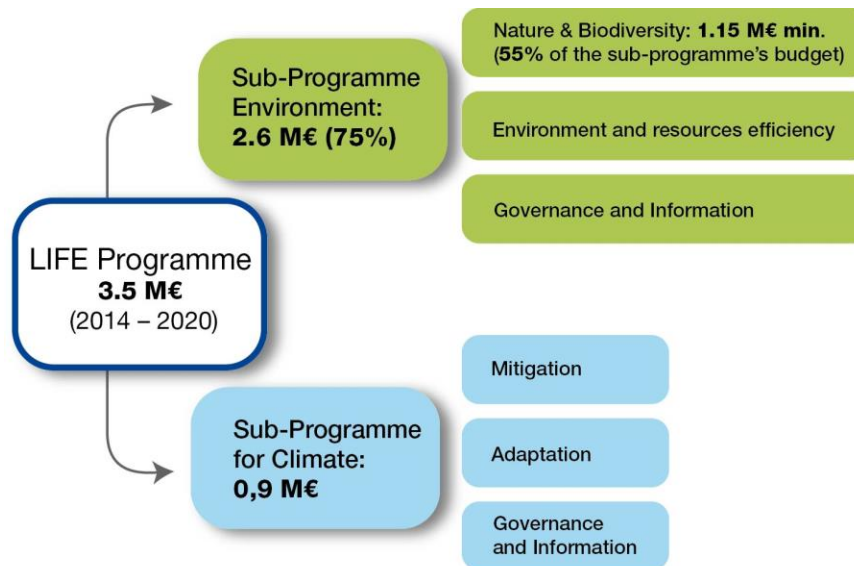 LIFE Programme
3.5 M€
(2014 – 2020)
Sub-Programme
Environment:
2.6 M€ (75%)
Nature & Biodiversity: 1.15 M€ min.
(55% of the sub-programme’s budget)
Environment and resources efficiency
Governance and Information
Sub-Programme
for Climate:
0,9 M€
Mitigation
Adaptation
Governance
and Information